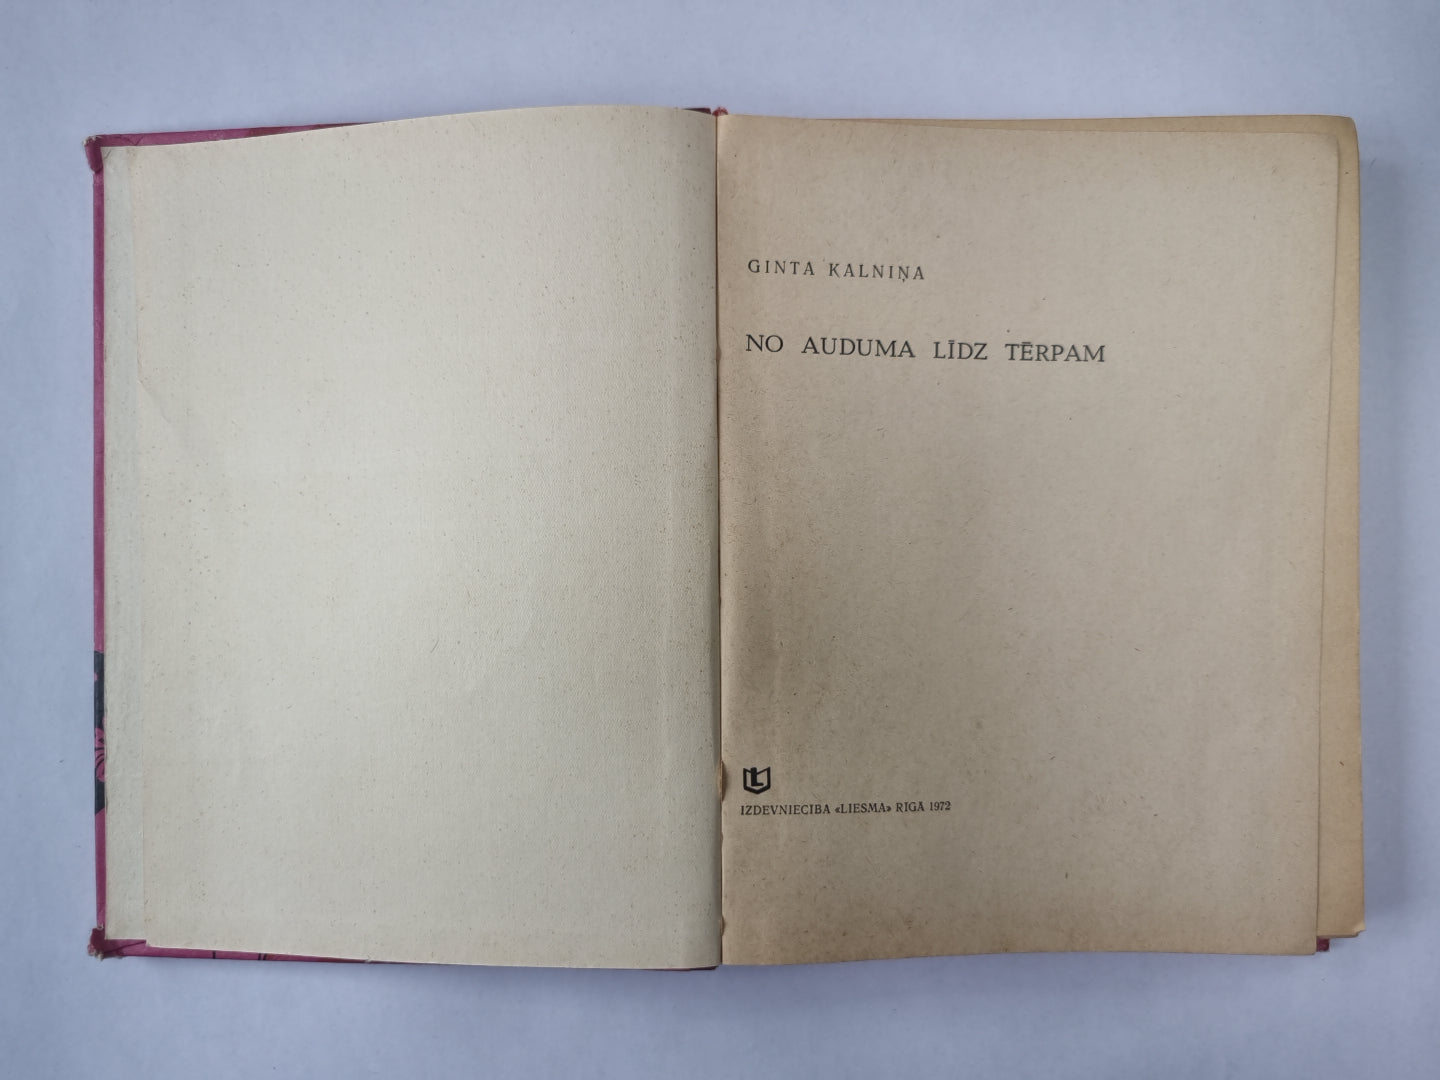 GINTA KALNIŅA
NO AUDUMA LĪDZ TĒRPAM
L
IZDEVNIECĪBA «LIESMA» RĪGĀ 1972